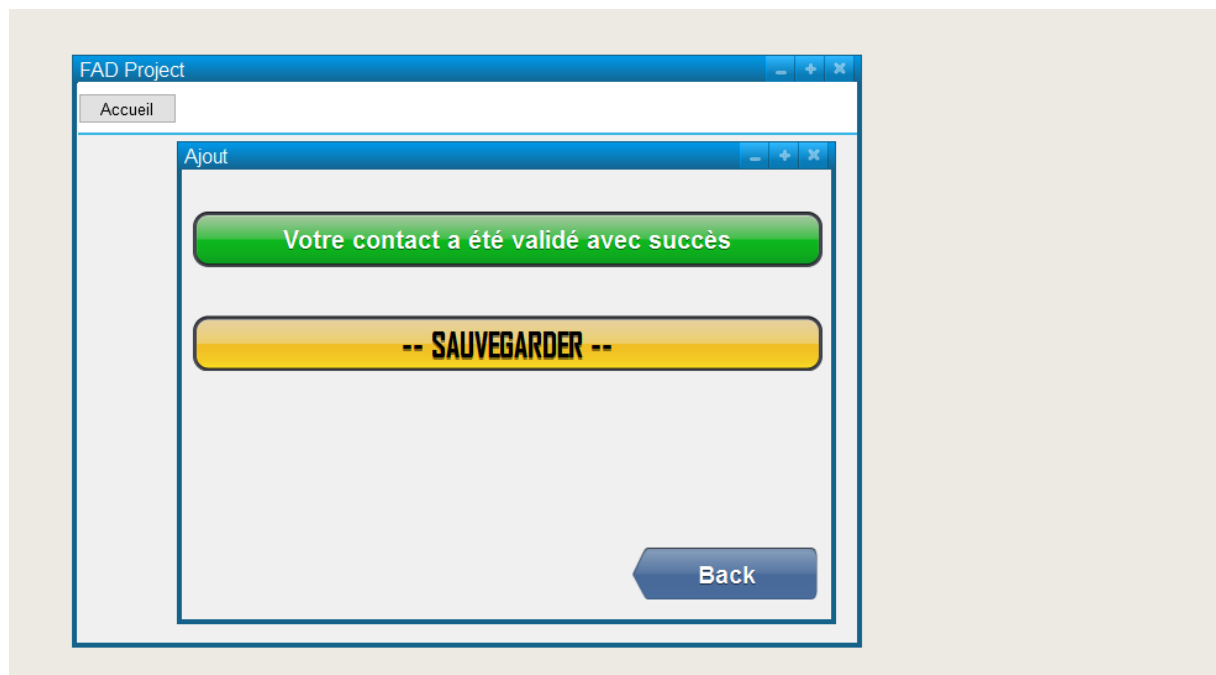 FAD Project
Accueil
Ajout
Votre contact a été validé avec succès
-- SAUVEGARDER --
Back